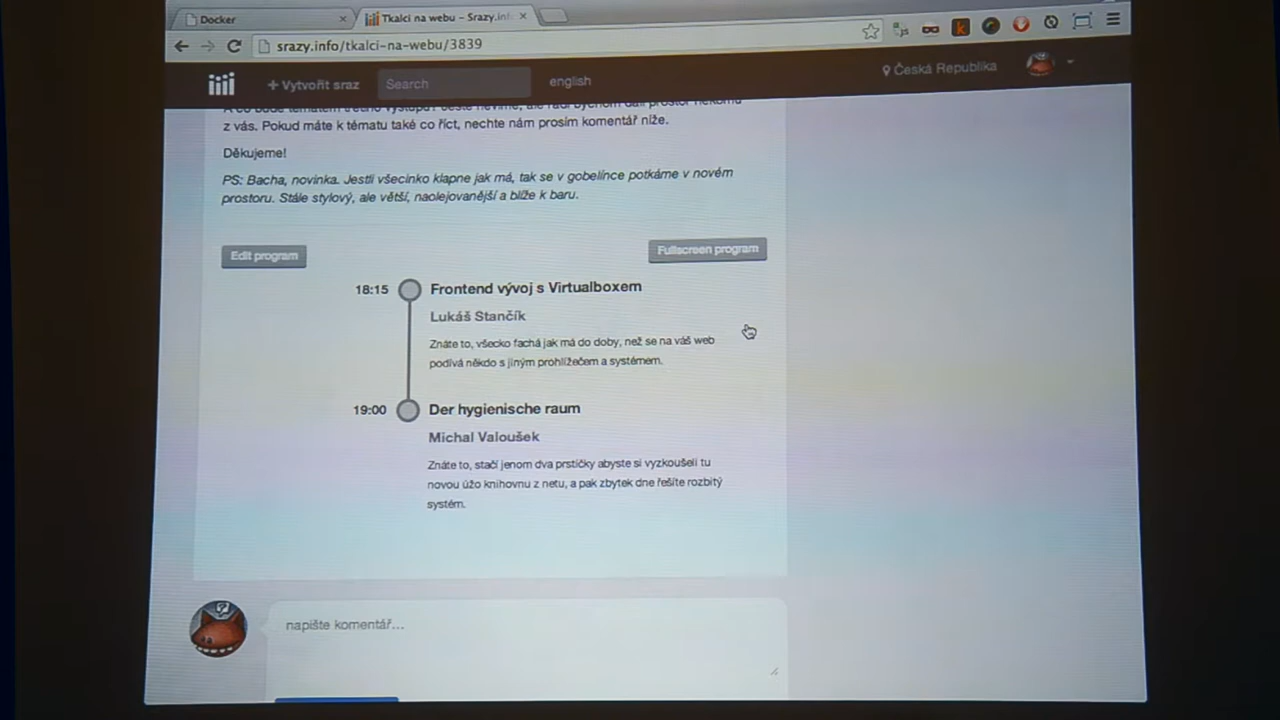 Docker
Tkalci na webu – Srazy.inf
srazy.info/tkalci-na-webu/3839
+ Vytvořit sraz
Search
english
Česká Republika
z vás. Pokud máte k tématu také co říct, nechte nám prosím komentář níže.
Děkujeme!
PS: Bacha, novinka. Jestli všecinko klapne jak má, tak se v gobelínce potkáme v novém
prostoru. Stále stylový, ale větší, naolejovanější a blíže k baru.
Edit program
Fullscreen program
18:15
Frontend vývoj s Virtualboxem
Lukáš Stančík
Znáte to, všecko fachá jak má do doby, než se na váš web
podívá někdo s jiným prohlížečem a systémem.
19:00
Der hygienische raum
Michal Valoušek
Znáte to, stačí jenom dva prstíčky abyste si vyzkoušeli tu
novou úžo knihovnu z netu, a pak zbytek dne řešíte rozbitý
systém.
napište komentář...